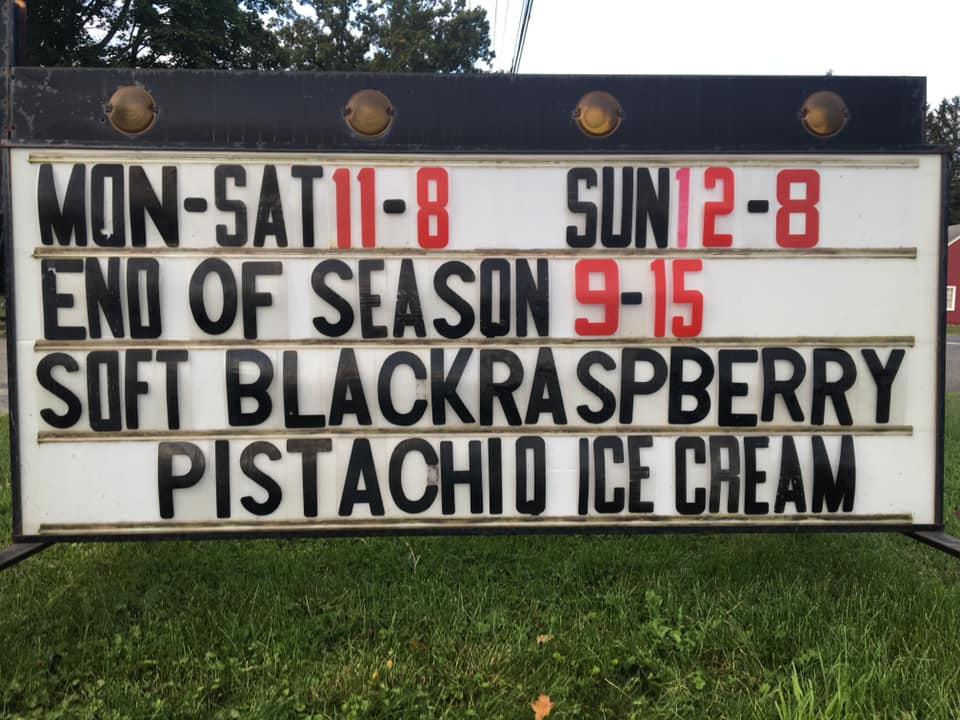 MON-SAT 11-8 SUN 12-8
END OF SEASON 9-15
SOFT BLACKRASPBERRY
PISTACHIO ICE CREAM